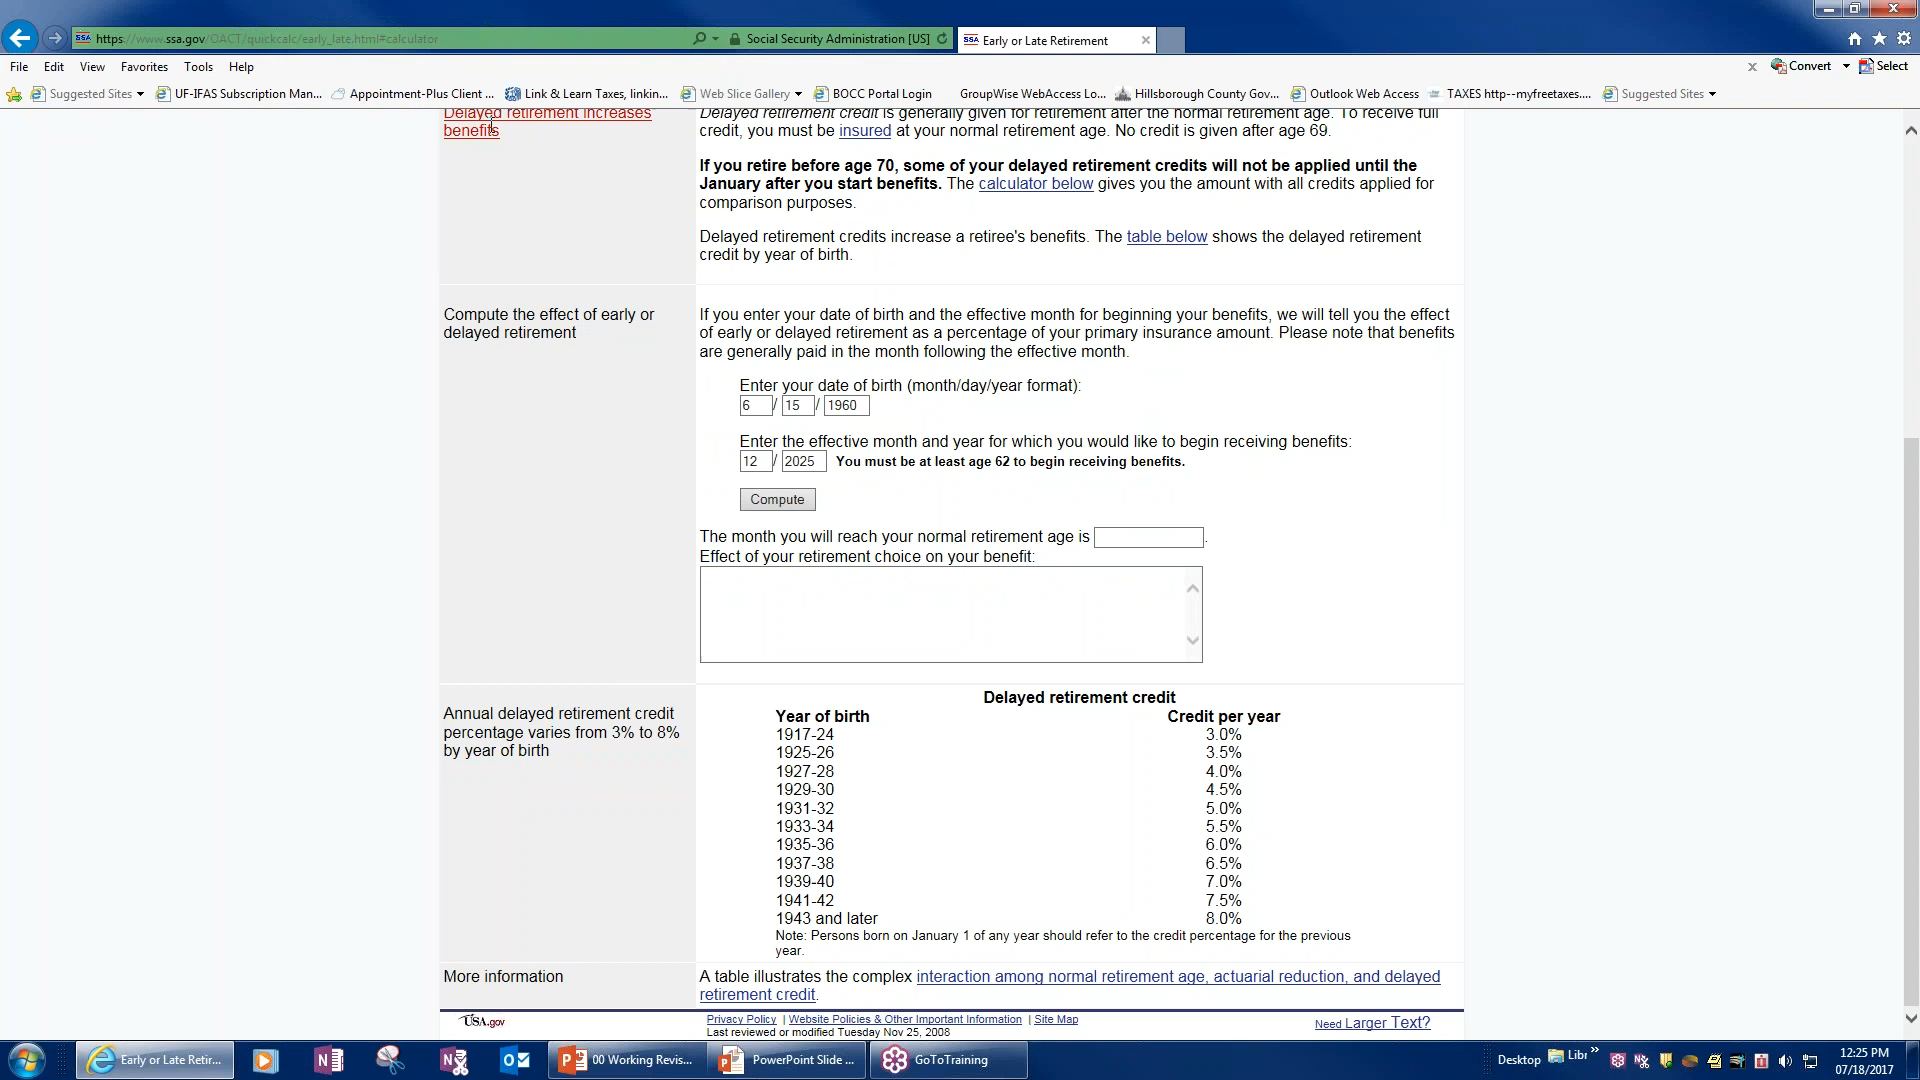 https://www.ssa.gov/OACT/quickcalc/early_late.html#calculator
Social Security Administration [US]
SSA Early or Late Retirement
File Edit View Favorites Tools Help
Convert Select
Suggested Sites UF-IFAS Subscription Man... Appointment-Plus Client ... Link & Learn Taxes, linkin... Web Slice Gallery BOCC Portal Login GroupWise WebAccess Lo... Hillsborough County Gov... Outlook Web Access TAXES http--myfreetaxes.... Suggested Sites
Delayed retirement increases
benefits
Delayed retirement credit is generally given for retirement after the normal retirement age. To receive full
credit, you must be insured at your normal retirement age. No credit is given after age 69.
If you retire before age 70, some of your delayed retirement credits will not be applied until the
January after you start benefits. The calculator below gives you the amount with all credits applied for
comparison purposes.
Delayed retirement credits increase a retiree's benefits. The table below shows the delayed retirement
credit by year of birth.
Compute the effect of early or
delayed retirement
If you enter your date of birth and the effective month for beginning your benefits, we will tell you the effect
of early or delayed retirement as a percentage of your primary insurance amount. Please note that benefits
are generally paid in the month following the effective month.
Enter your date of birth (month/day/year format):
6 / 15 / 1960
Enter the effective month and year for which you would like to begin receiving benefits:
12 / 2025 You must be at least age 62 to begin receiving benefits.
Compute
The month you will reach your normal retirement age is .
Effect of your retirement choice on your benefit:
Annual delayed retirement credit
percentage varies from 3% to 8%
by year of birth
Delayed retirement credit
Year of birth Credit per year
1917-24 3.0%
1925-26 3.5%
1927-28 4.0%
1929-30 4.5%
1931-32 5.0%
1933-34 5.5%
1935-36 6.0%
1937-38 6.5%
1939-40 7.0%
1941-42 7.5%
1943 and later 8.0%
Note: Persons born on January 1 of any year should refer to the credit percentage for the previous
year.
More information
A table illustrates the complex interaction among normal retirement age, actuarial reduction, and delayed
retirement credit.
USA.gov
Privacy Policy | Website Policies & Other Important Information | Site Map
Last reviewed or modified Tuesday Nov 25, 2008
Need Larger Text?
Early or Late Retir... 00 Working Revis... PowerPoint Slide ... GoToTraining Desktop Libr
12:25 PM
07/18/2017